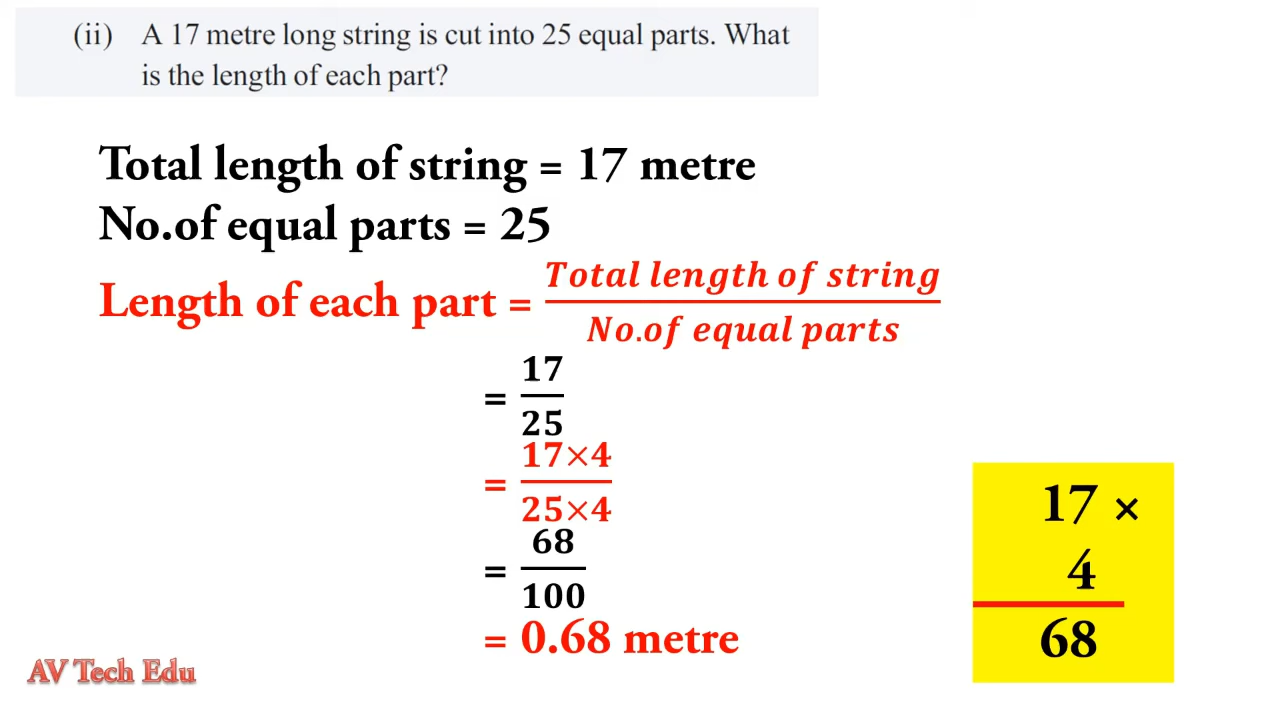 (ii) A 17 metre long string is cut into 25 equal parts. What
is the length of each part?
Total length of string = 17 metre
No.of equal parts = 25
Length of each part = Total length of string / No.of equal parts
= 17/25
= 17×4/25×4
= 68/100
= 0.68 metre
17 ×
4
68
AV Tech Edu